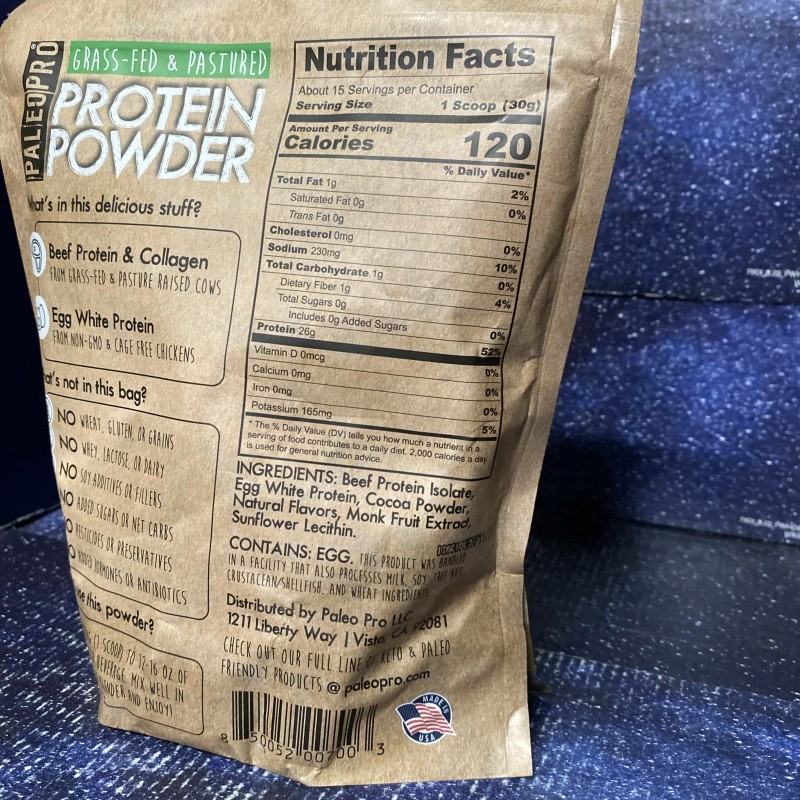 PALEOPRO®
GRASS-FED & PASTURED
PROTEIN
POWDER
What's in this delicious stuff?
Beef Protein & Collagen
FROM GRASS-FED & PASTURE RAISED COWS
Egg White Protein
FROM NON-GMO & CAGE FREE CHICKENS
at's not in this bag?
NO WHEAT, GLUTEN, OR GRAINS
NO WHEY, LACTOSE, OR DAIRY
NO SOY ADDITIVES OR FILLERS
NO ADDED SUGARS OR NET CARBS
NO PESTICIDES OR PRESERVATIVES
ADDED HORMONES OR ANTIBIOTICS
this powder?
(1 SCOOP) TO 12-16 OZ OF
BEVERAGE. MIX WELL IN
AND ENJOY!
Nutrition Facts
About 15 Servings per Container
Serving Size 1 Scoop (30g)
Amount Per Serving
Calories 120
% Daily Value*
Total Fat 1g 2%
Saturated Fat 0g 0%
Trans Fat 0g
Cholesterol 0mg 0%
Sodium 230mg 10%
Total Carbohydrate 1g 0%
Dietary Fiber 1g 4%
Total Sugars 0g
Includes 0g Added Sugars 0%
Protein 26g 52%
Vitamin D 0mcg 0%
Calcium 0mg 0%
Iron 0mg 0%
Potassium 165mg 5%
* The % Daily Value (DV) tells you how much a nutrient in a
serving of food contributes to a daily diet. 2,000 calories a day
is used for general nutrition advice.
INGREDIENTS: Beef Protein Isolate,
Egg White Protein, Cocoa Powder,
Natural Flavors, Monk Fruit Extract,
Sunflower Lecithin.
CONTAINS: EGG. THIS PRODUCT WAS HANDLED
IN A FACILITY THAT ALSO PROCESSES MILK, SOY, TREE NUT,
CRUSTACEAN/SHELLFISH, AND WHEAT INGREDIENTS.
Distributed by Paleo Pro LLC
1211 Liberty Way | Vista, CA 92081
CHECK OUT OUR FULL LINE OF KETO & PALEO
FRIENDLY PRODUCTS @ paleopro.com
8 50052 00700 3
MADE IN
USA